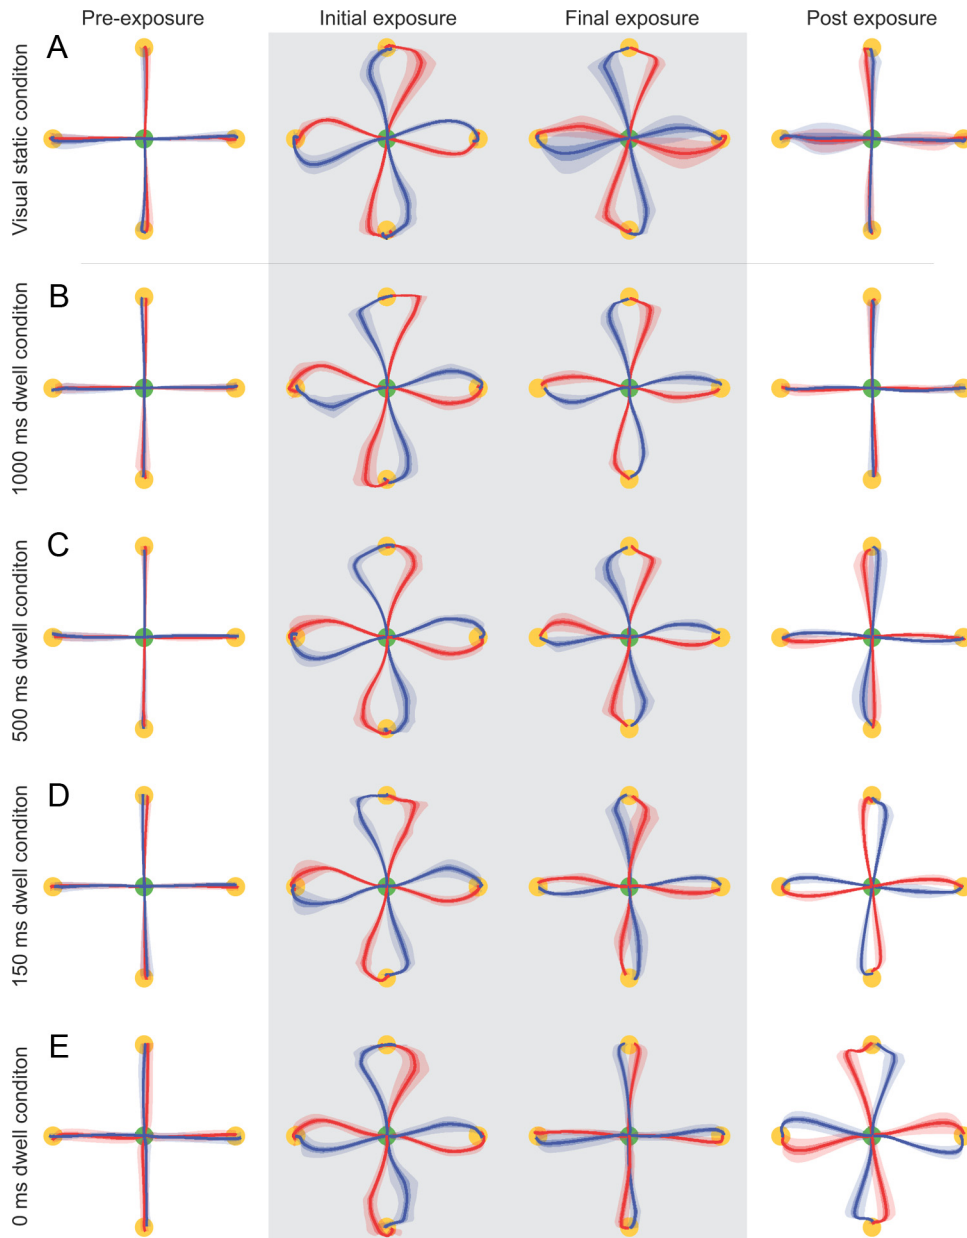 Pre-exposure Initial exposure Final exposure Post exposure
A
Visual static conditon
B
1000 ms dwell conditon
C
500 ms dwell conditon
D
150 ms dwell conditon
E
0 ms dwell conditon